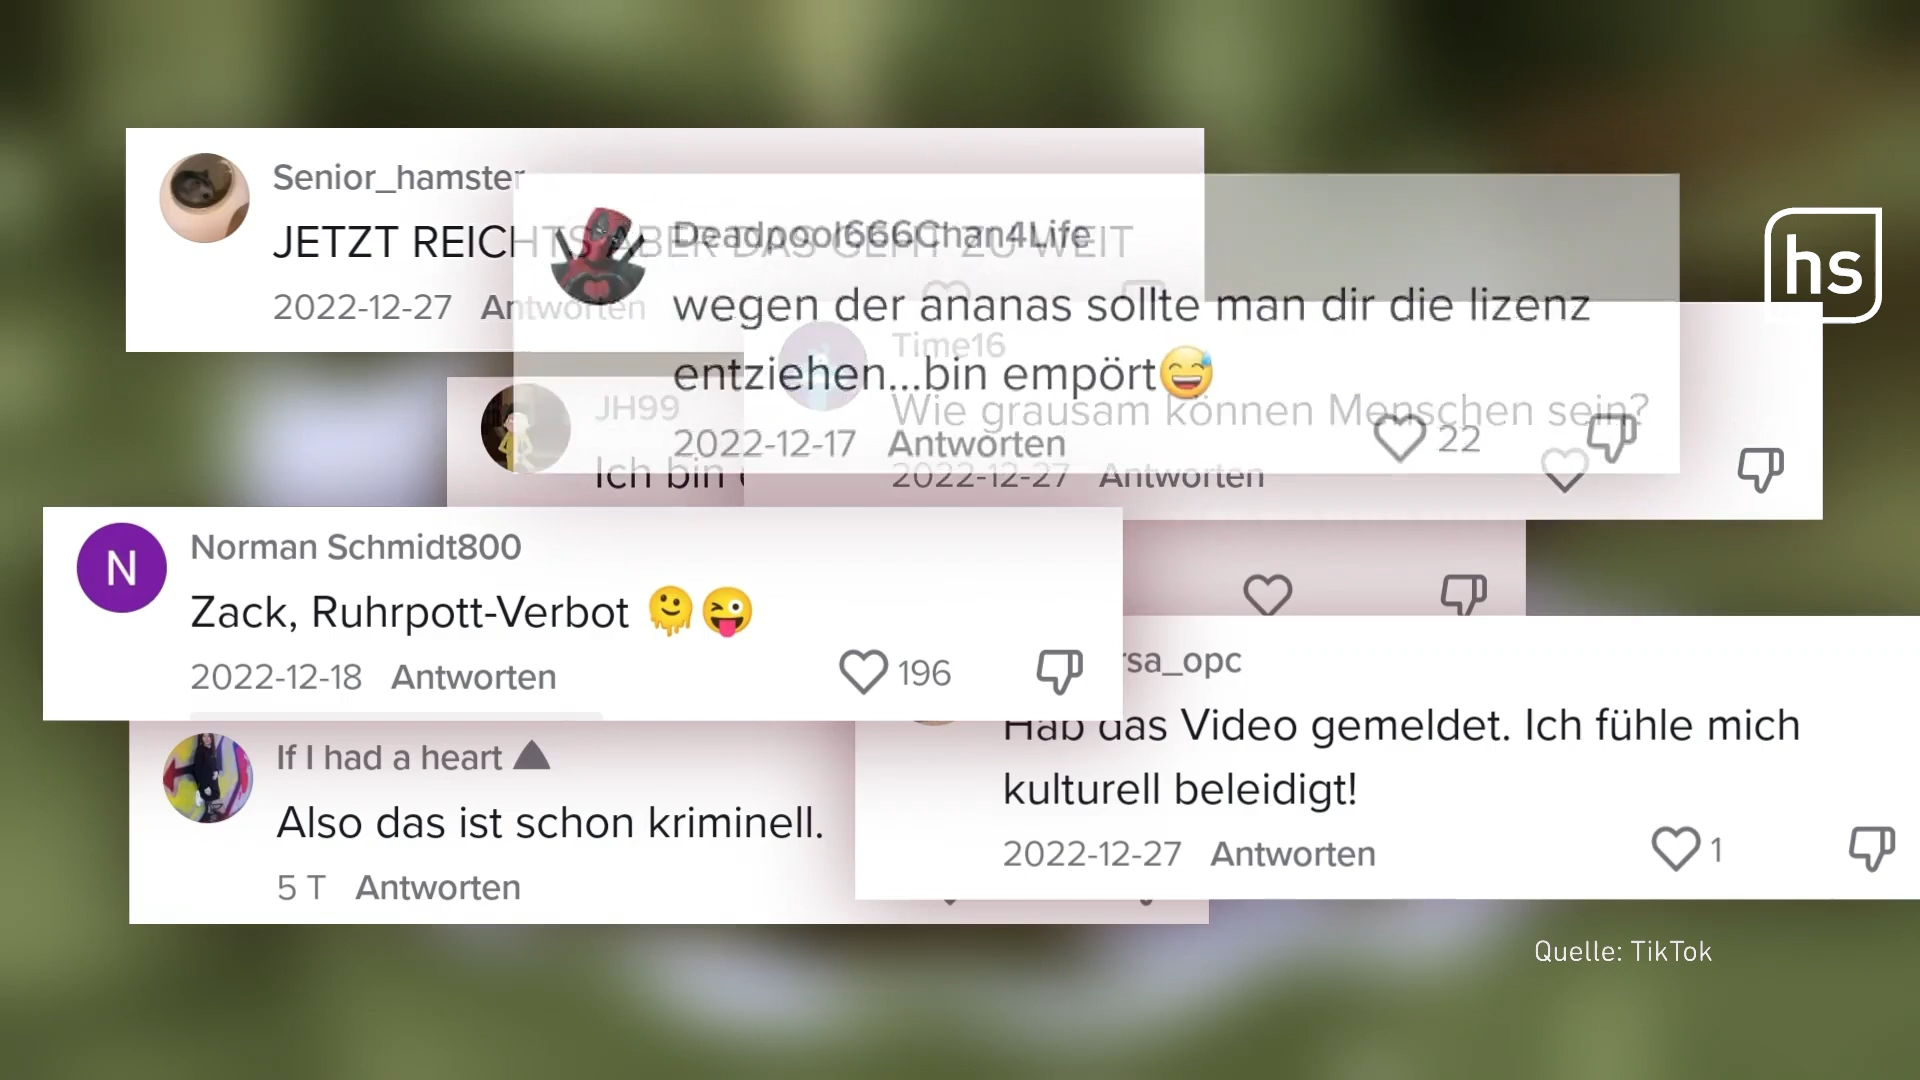 Senior_hamster
JETZT REICHTS ABER DAS GEHT ZU WEIT
2022-12-27 Antworten
Deadpool666Chan4Life
wegen der ananas sollte man dir die lizenz
entziehen...bin empört😅
2022-12-17 Antworten 22
hs
Time16
Wie grausam können Menschen sein?
2022-12-27 Antworten
JH99
Ich bin
N
Norman Schmidt800
Zack, Ruhrpott-Verbot 🫠😜
2022-12-18 Antworten 196
rsa_opc
Hab das Video gemeldet. Ich fühle mich
kulturell beleidigt!
2022-12-27 Antworten 1
If I had a heart
Also das ist schon kriminell.
5 T Antworten
Quelle: TikTok